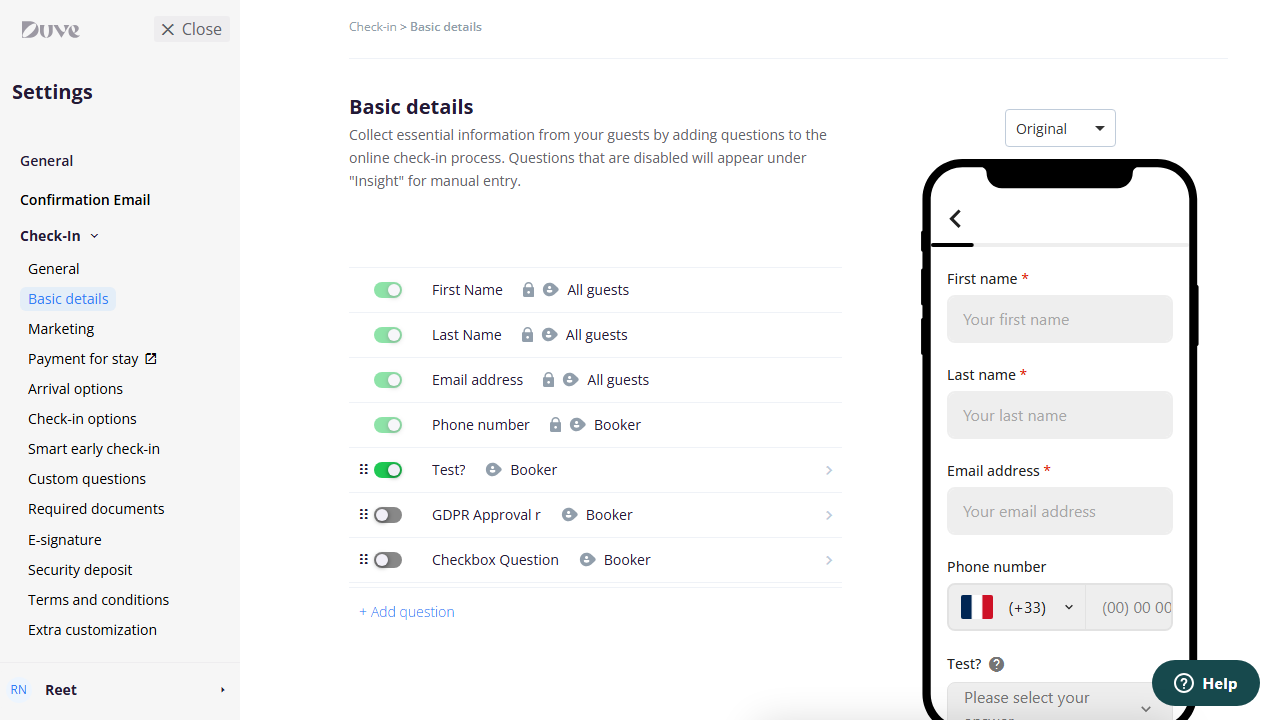 Duve
Close
Settings
General
Confirmation Email
Check-In
General
Basic details
Marketing
Payment for stay
Arrival options
Check-in options
Smart early check-in
Custom questions
Required documents
E-signature
Security deposit
Terms and conditions
Extra customization
RN Reet
Check-in > Basic details
Basic details
Collect essential information from your guests by adding questions to the
online check-in process. Questions that are disabled will appear under
"Insight" for manual entry.
First Name All guests
Last Name All guests
Email address All guests
Phone number Booker
Test? Booker
GDPR Approval r Booker
Checkbox Question Booker
+ Add question
Original
First name *
Your first name
Last name *
Your last name
Email address *
Your email address
Phone number
(+33) (00) 00 00
Test? ?
Please select your
answer
? Help